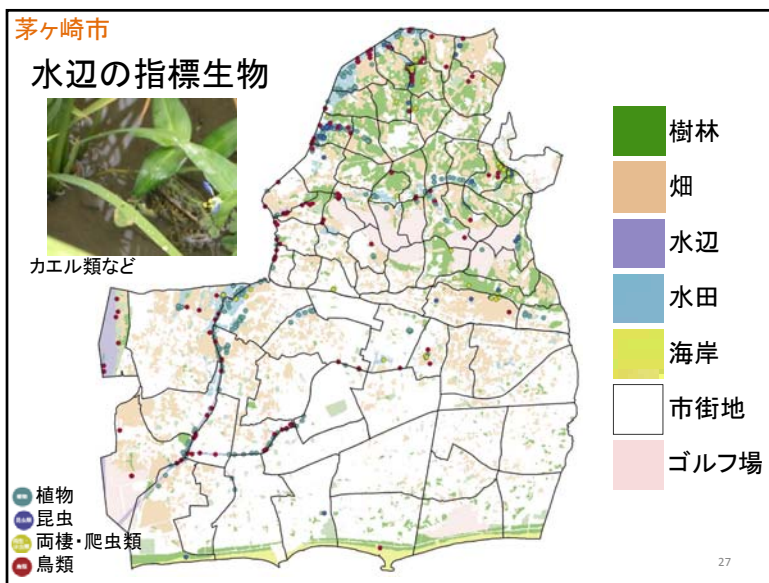 茅ヶ崎市
水辺の指標生物
カエル類など
樹林
畑
水辺
水田
海岸
市街地
ゴルフ場
植物
昆虫
両棲・爬虫類
鳥類
27